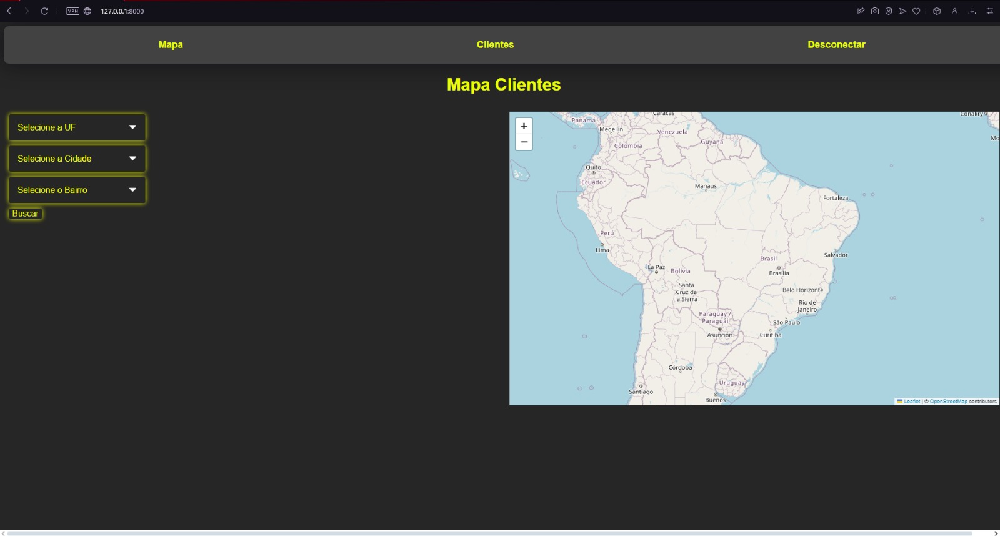 VPN 127.0.0.1:8000
Mapa Clientes Desconectar
Mapa Clientes
Selecione a UF
Selecione a Cidade
Selecione o Bairro
Buscar
+
−
Caracas
Conakry
Panamá
Medellín
Venezuela
Mo
Colombia
Guyana
Quito
Ecuador
Manaus
Fortaleza
Perú
Lima
Salvador
Brasil
La Paz
Bolivia
Brasília
Santa
Cruz de
la Sierra
Belo Horizonte
Rio de
Janeiro
Paraguay /
Paraguái
São Paulo
Asunción
Curitiba
Córdoba
Uruguay
Santiago
Buenos
Leaflet | © OpenStreetMap contributors